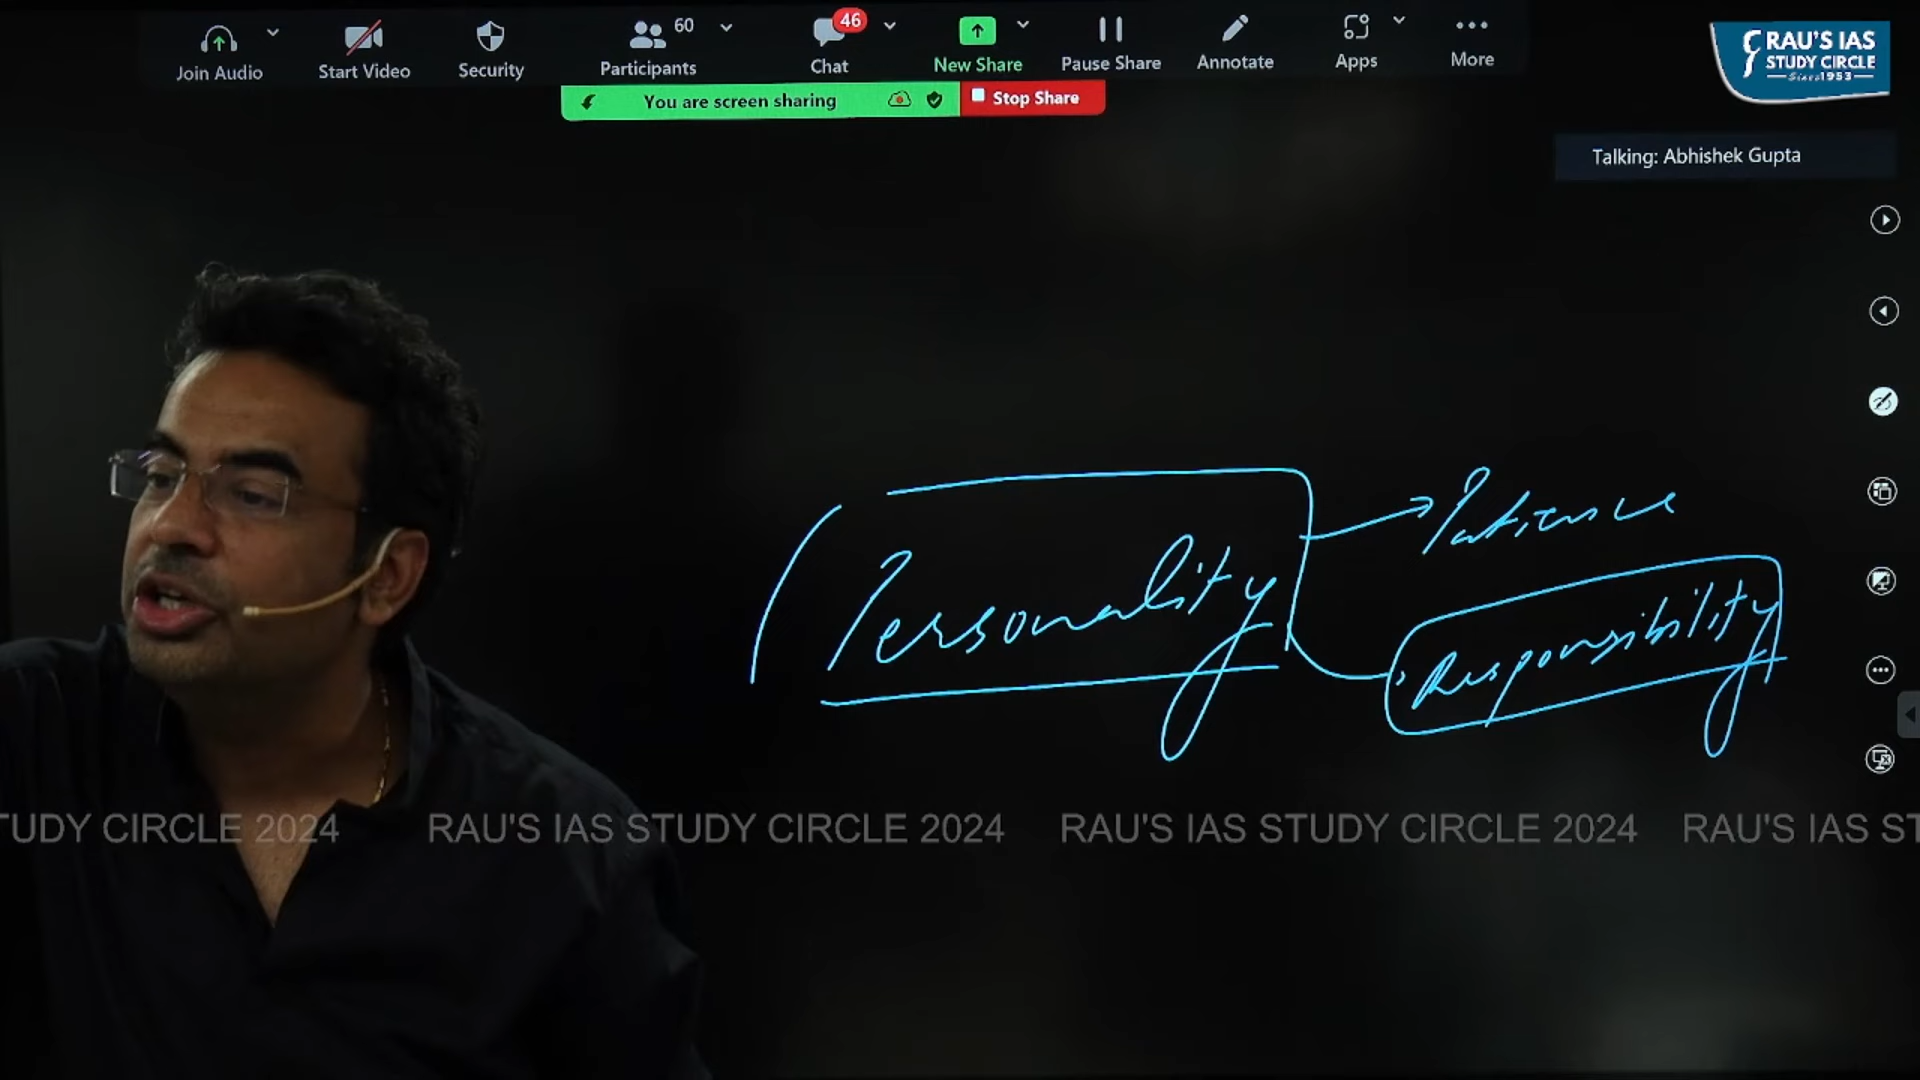 Join Audio
Start Video
Security
Participants
60
Chat
46
New Share
Pause Share
Annotate
Apps
More
You are screen sharing
Stop Share
RAU'S IAS
STUDY CIRCLE
Since 1953
Talking: Abhishek Gupta
Patience
Personality
Responsibility
TUDY CIRCLE 2024 RAU'S IAS STUDY CIRCLE 2024 RAU'S IAS STUDY CIRCLE 2024 RAU'S IAS ST